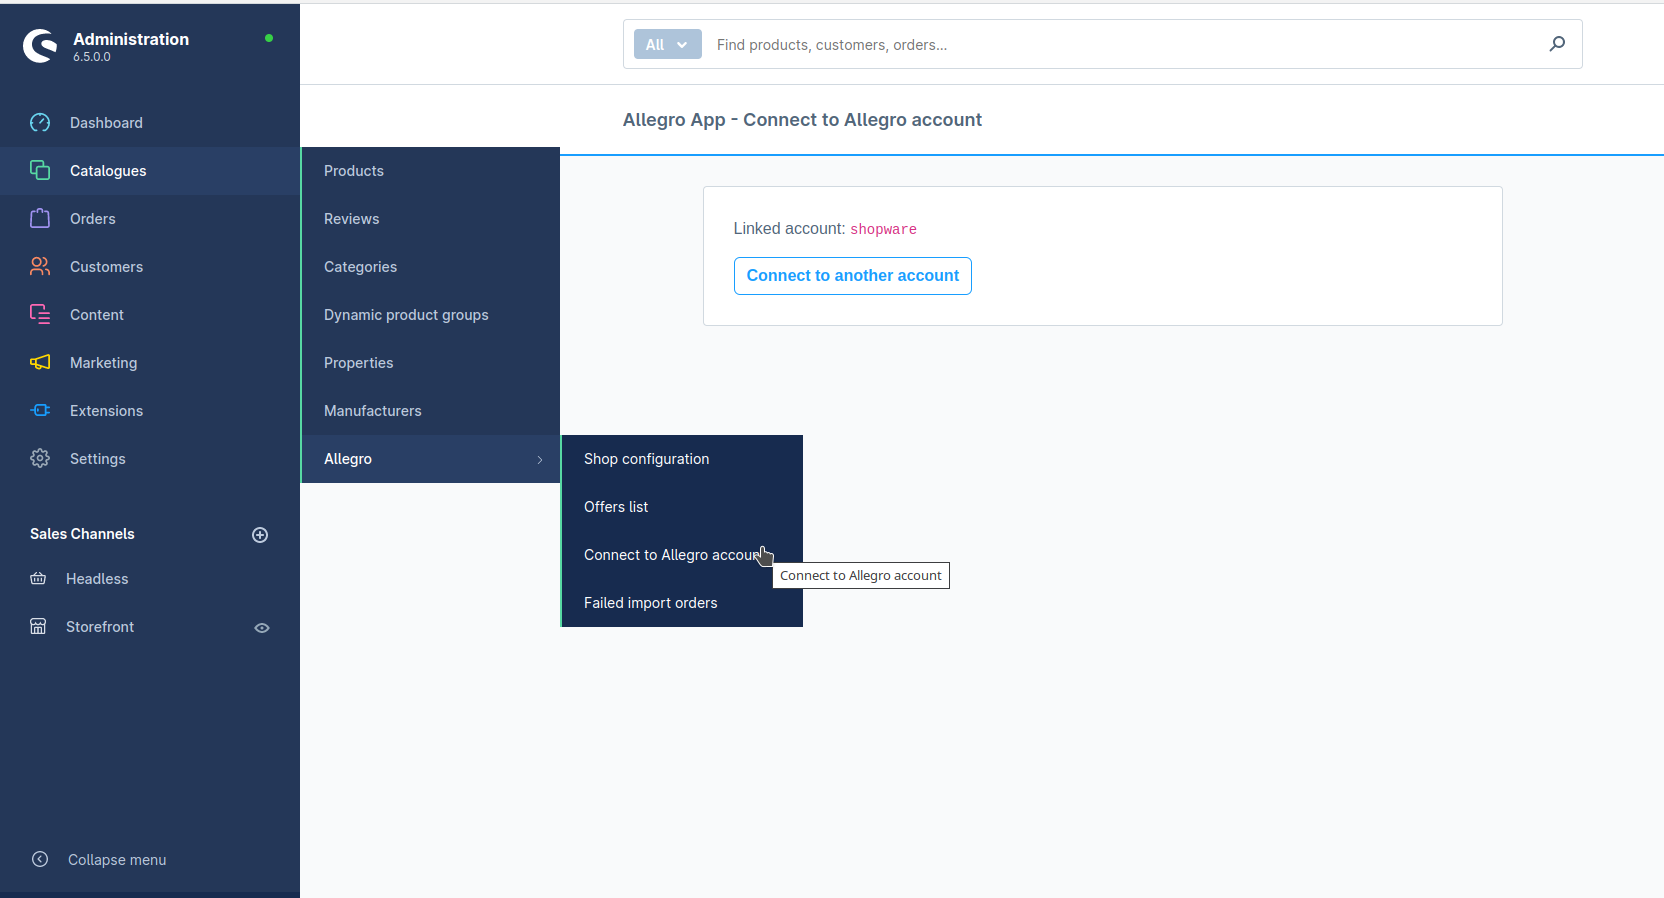 Administration
6.5.0.0
All
Find products, customers, orders...
Allegro App - Connect to Allegro account
Dashboard
Catalogues
Orders
Customers
Content
Marketing
Extensions
Settings
Sales Channels
Headless
Storefront
Collapse menu
Products
Reviews
Categories
Dynamic product groups
Properties
Manufacturers
Allegro
Shop configuration
Offers list
Connect to Allegro accoun
Failed import orders
Connect to Allegro account
Linked account: shopware
Connect to another account